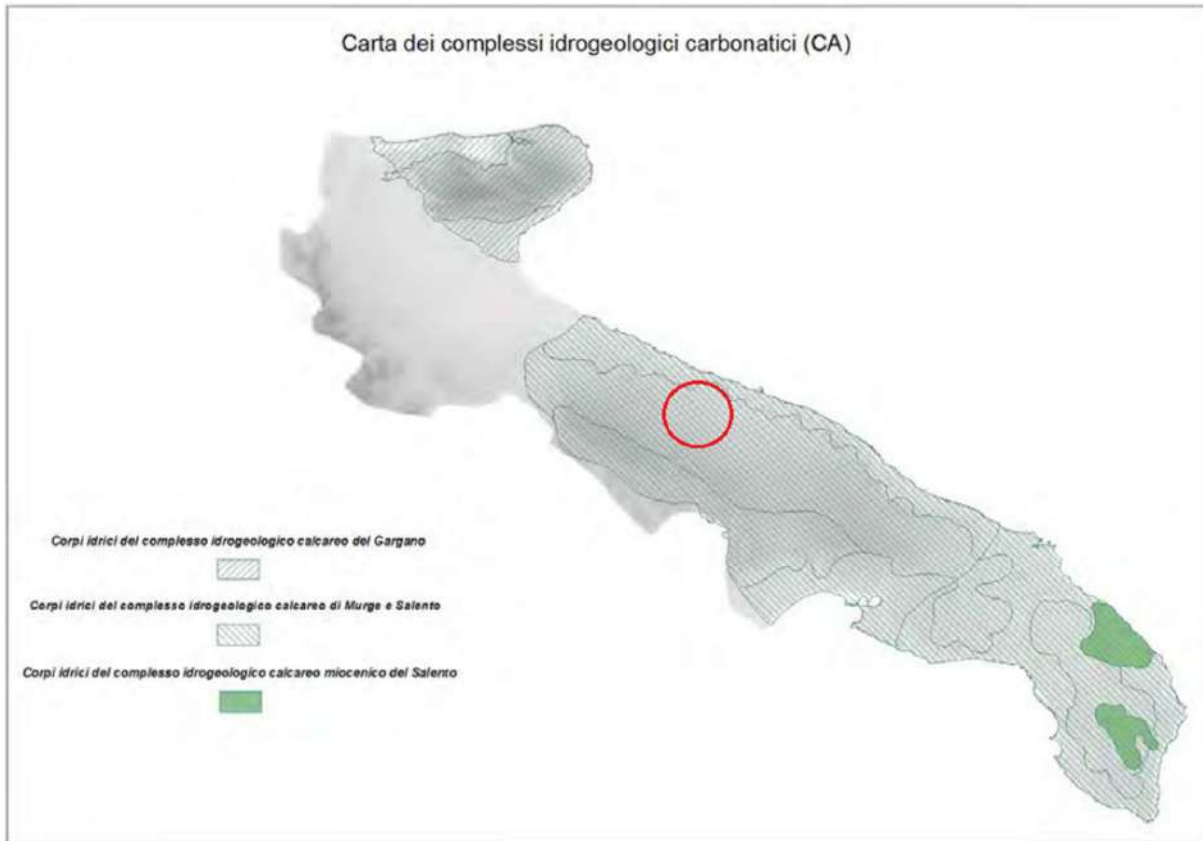 Carta dei complessi idrogeologici carbonatici (CA)
Corpi idrici del complesso idrogeologico calcareo del Gargano
Corpi idrici del complesso idrogeologico calcareo di Murge e Salento
Corpi idrici del complesso idrogeologico calcareo miocenico del Salento